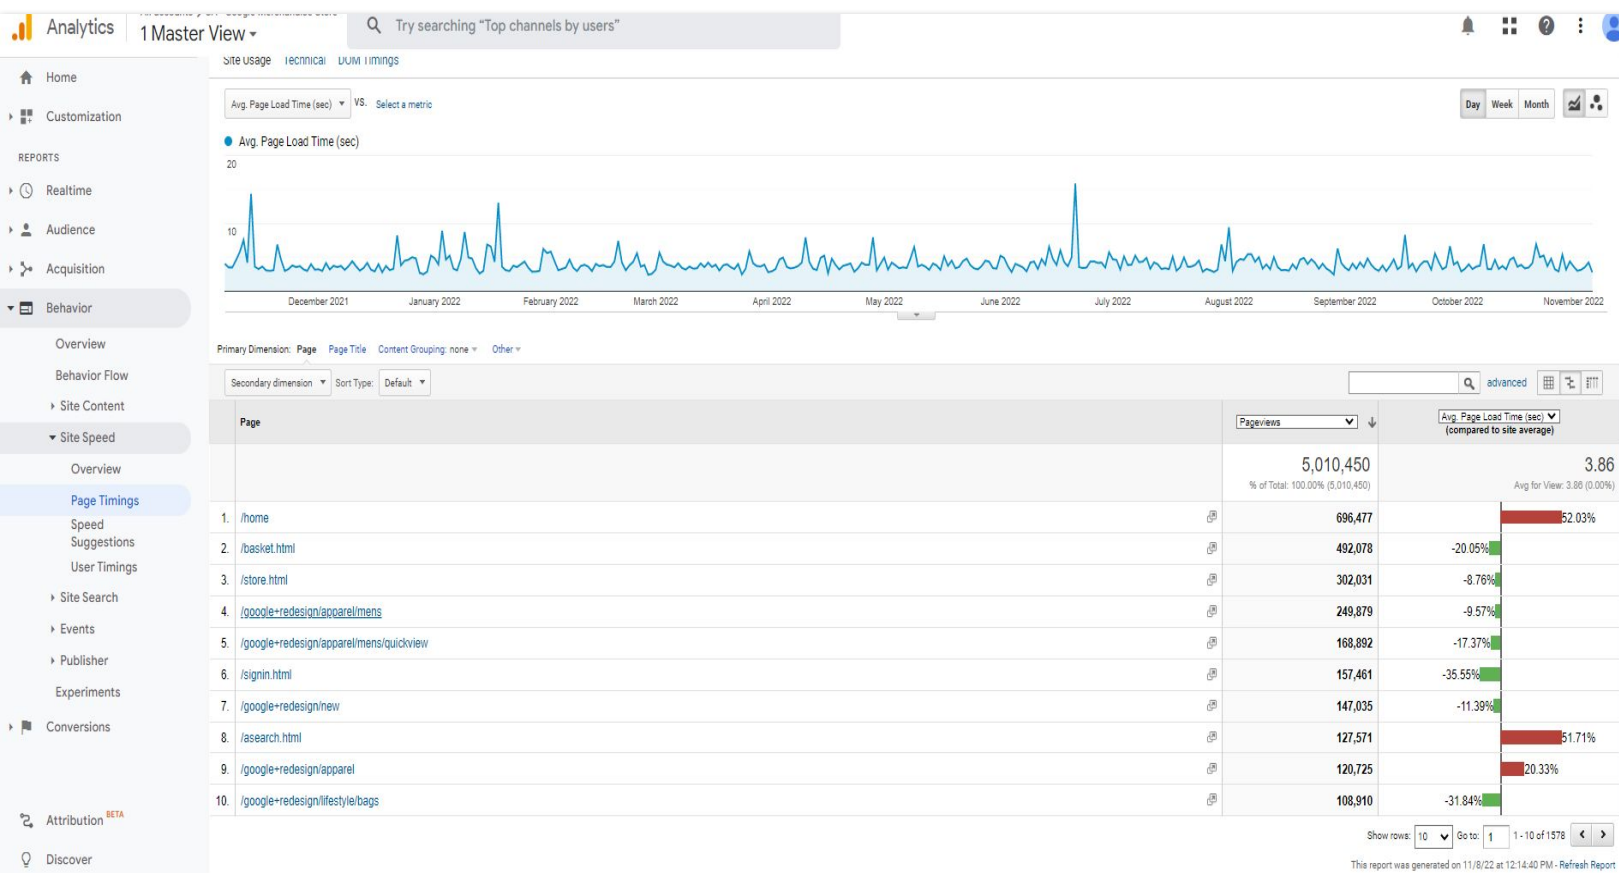 Analytics
1 Master View
Try searching “Top channels by users”
Home
Customization
REPORTS
Realtime
Audience
Acquisition
Behavior
Overview
Behavior Flow
Site Content
Site Speed
Overview
Page Timings
Speed
Suggestions
User Timings
Site Search
Events
Publisher
Experiments
Conversions
Attribution BETA
Discover
Site Usage Technical DOM Timings
Avg. Page Load Time (sec) VS. Select a metric
Day Week Month
Avg. Page Load Time (sec)
20
10
December 2021 January 2022 February 2022 March 2022 April 2022 May 2022 June 2022 July 2022 August 2022 September 2022 October 2022 November 2022
Primary Dimension: Page Page Title Content Grouping: none Other
Secondary dimension Sort Type: Default
advanced
Page Pageviews Avg. Page Load Time (sec)
(compared to site average)
5,010,450 3.86
% of Total: 100.00% (5,010,450) Avg for View: 3.86 (0.00%)
1. /home 696,477 52.03%
2. /basket.html 492,078 -20.05%
3. /store.html 302,031 -8.76%
4. /google+redesign/apparel/mens 249,879 -9.57%
5. /google+redesign/apparel/mens/quickview 168,892 -17.37%
6. /signin.html 157,461 -35.55%
7. /google+redesign/new 147,035 -11.39%
8. /asearch.html 127,571 51.71%
9. /google+redesign/apparel 120,725 20.33%
10. /google+redesign/lifestyle/bags 108,910 -31.84%
Show rows: 10 Go to: 1 1 - 10 of 1578
This report was generated on 11/8/22 at 12:14:40 PM - Refresh Report